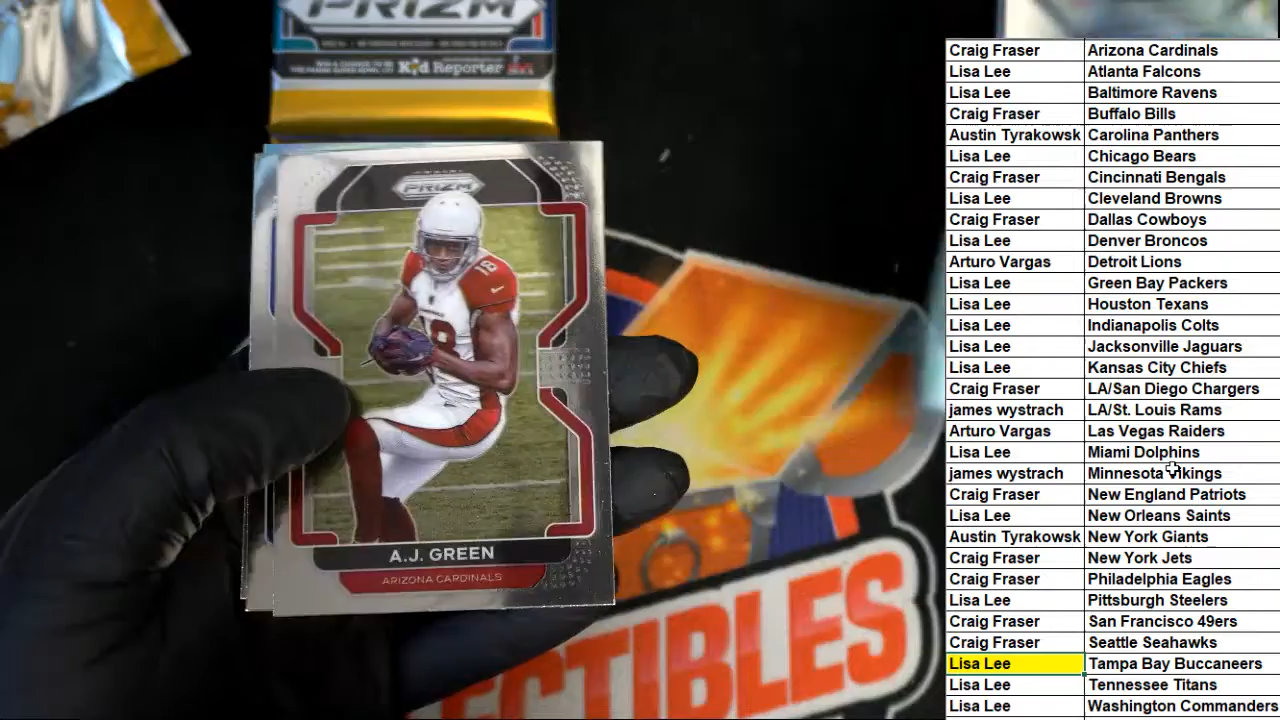 PRIZM
Kid Reporter
PRIZM
18
18
A.J. GREEN
ARIZONA CARDINALS
ECTIBLES
Craig Fraser Arizona Cardinals
Lisa Lee Atlanta Falcons
Lisa Lee Baltimore Ravens
Craig Fraser Buffalo Bills
Austin Tyrakowsk Carolina Panthers
Lisa Lee Chicago Bears
Craig Fraser Cincinnati Bengals
Lisa Lee Cleveland Browns
Craig Fraser Dallas Cowboys
Lisa Lee Denver Broncos
Arturo Vargas Detroit Lions
Lisa Lee Green Bay Packers
Lisa Lee Houston Texans
Lisa Lee Indianapolis Colts
Lisa Lee Jacksonville Jaguars
Lisa Lee Kansas City Chiefs
Craig Fraser LA/San Diego Chargers
james wystrach LA/St. Louis Rams
Arturo Vargas Las Vegas Raiders
Lisa Lee Miami Dolphins
james wystrach Minnesota Vikings
Craig Fraser New England Patriots
Lisa Lee New Orleans Saints
Austin Tyrakowsk New York Giants
Craig Fraser New York Jets
Craig Fraser Philadelphia Eagles
Lisa Lee Pittsburgh Steelers
Craig Fraser San Francisco 49ers
Craig Fraser Seattle Seahawks
Lisa Lee Tampa Bay Buccaneers
Lisa Lee Tennessee Titans
Lisa Lee Washington Commanders